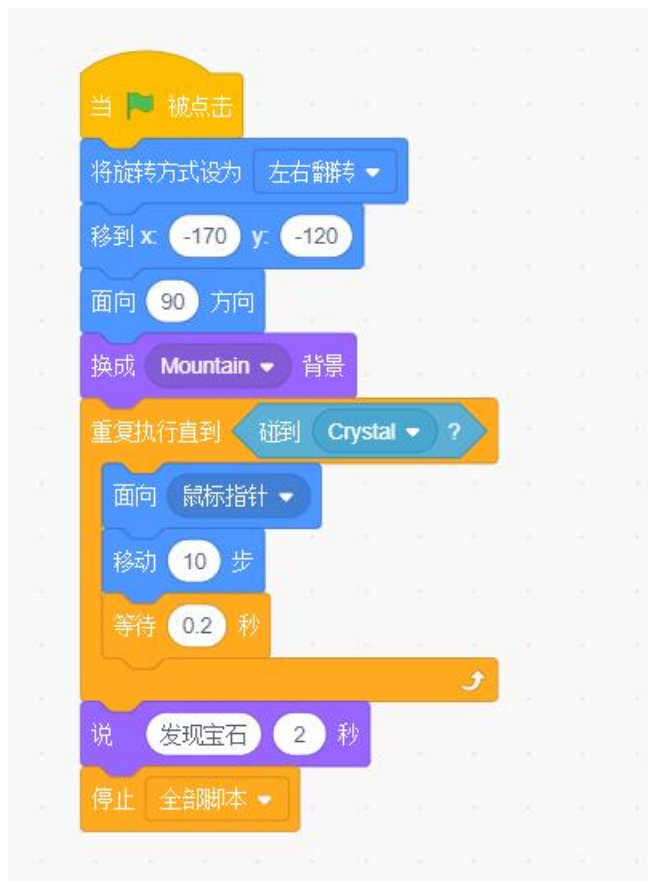 当 被点击
将旋转方式设为 左右翻转
移到 x: -170 y: -120
面向 90 方向
换成 Mountain 背景
重复执行直到 碰到 Crystal ?
面向 鼠标指针
移动 10 步
等待 0.2 秒
说 发现宝石 2 秒
停止 全部脚本